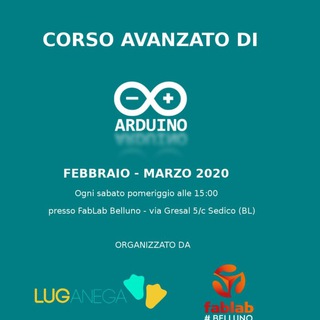 CORSO AVANZATO DI
ARDUINO
FEBBRAIO - MARZO 2020
Ogni sabato pomeriggio alle 15:00
presso FabLab Belluno - via Gresal 5/c Sedico (BL)
ORGANIZZATO DA
LUGANEGA
fablab
# BELLUNO